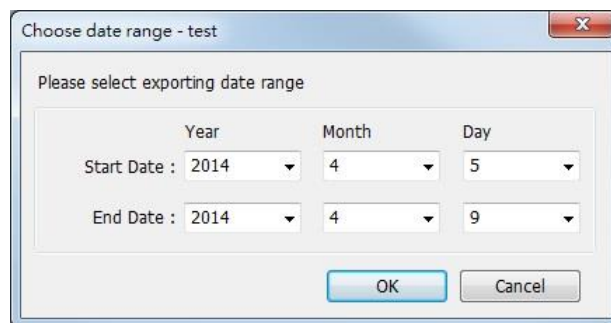 Choose date range - test
Please select exporting date range
Year Month Day
Start Date : 2014 4 5
End Date : 2014 4 9
OK Cancel